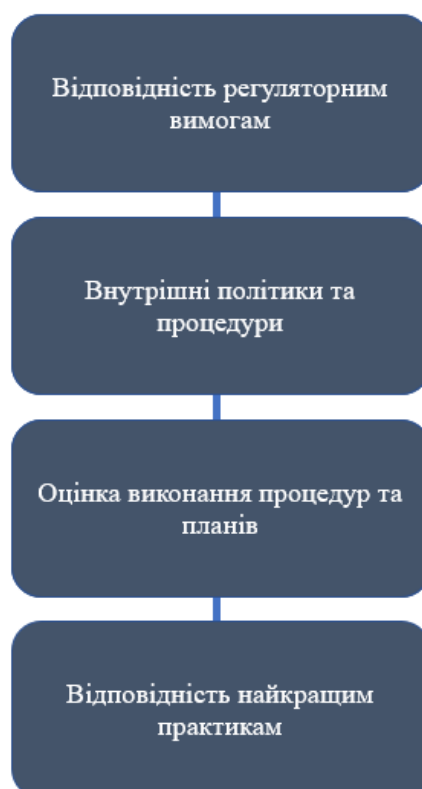 Відповідність регуляторним
вимогам
Внутрішні політики та
процедури
Оцінка виконання процедур та
планів
Відповідність найкращим
практикам